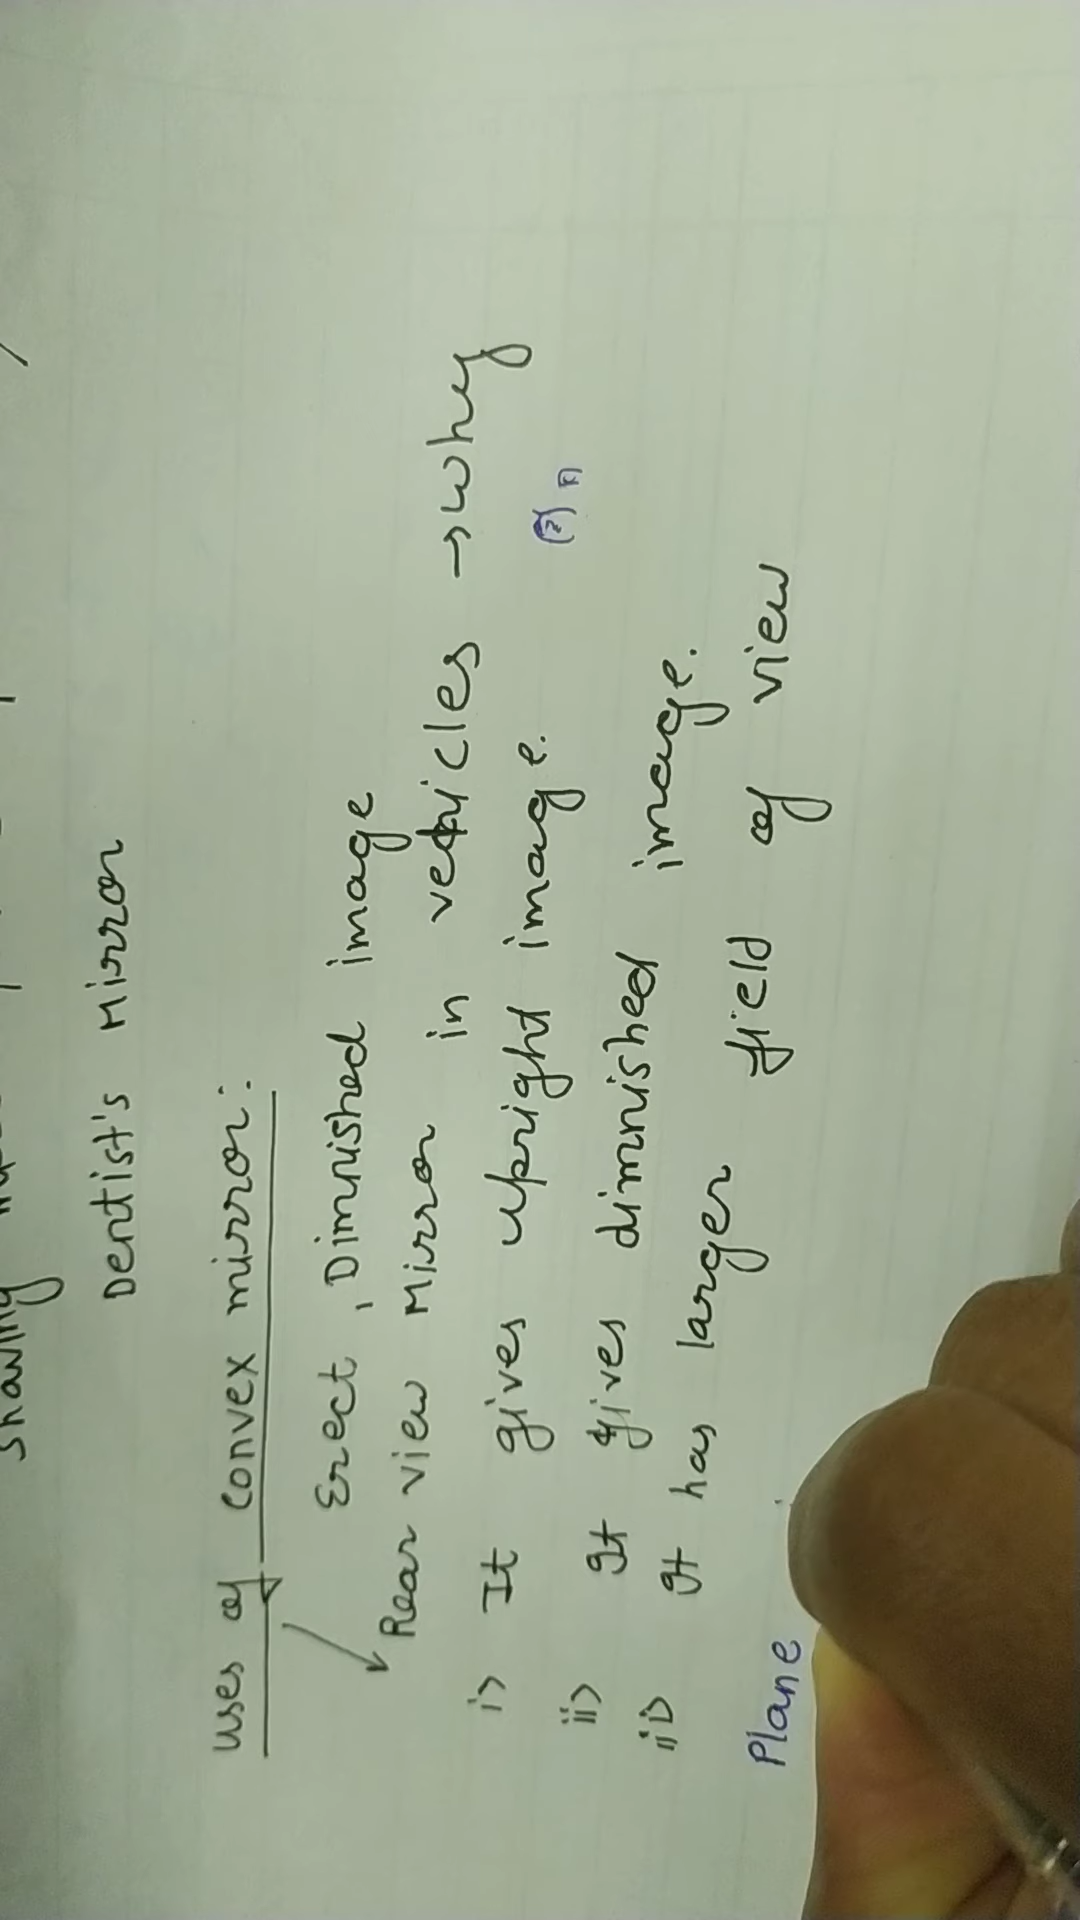 showing
Dentist's Mirror
uses of convex mirror:
Erect, Diminished image
Rear view Mirror in vehicles → why
(?)
i> It gives upright image.
ii> It gives diminished image.
iii> It has larger field of view
Plane